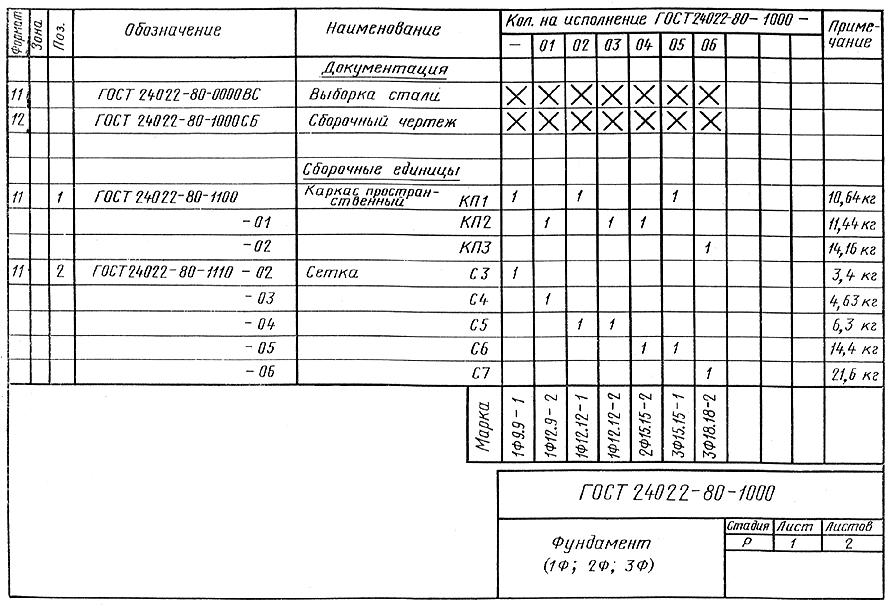 Формат Зона Поз. Обозначение Наименование Кол. на исполнение ГОСТ 24022-80-1000 - Приме-
чание
— 01 02 03 04 05 06
Документация
11 ГОСТ 24022-80-0000ВС Выборка стали X X X X X X X
12 ГОСТ 24022-80-1000СБ Сборочный чертеж X X X X X X X
Сборочные единицы
11 1 ГОСТ 24022-80-1100 Каркас простран-
ственный КП1 1 1 1 10,64 кг
-01 КП2 1 1 1 11,44 кг
-02 КП3 1 14,16 кг
11 2 ГОСТ 24022-80-1110 -02 Сетка С3 1 3,4 кг
-03 С4 1 4,63 кг
-04 С5 1 1 6,3 кг
-05 С6 1 1 14,4 кг
-06 С7 1 21,6 кг
Марка 1Ф9.9-1 1Ф12.9-2 1Ф12.12-1 1Ф12.12-2 2Ф15.15-2 3Ф15.15-1 3Ф18.18-2
ГОСТ 24022-80-1000
Фундамент
(1Ф; 2Ф; 3Ф)
Стадия Лист Листов
Р 1 2